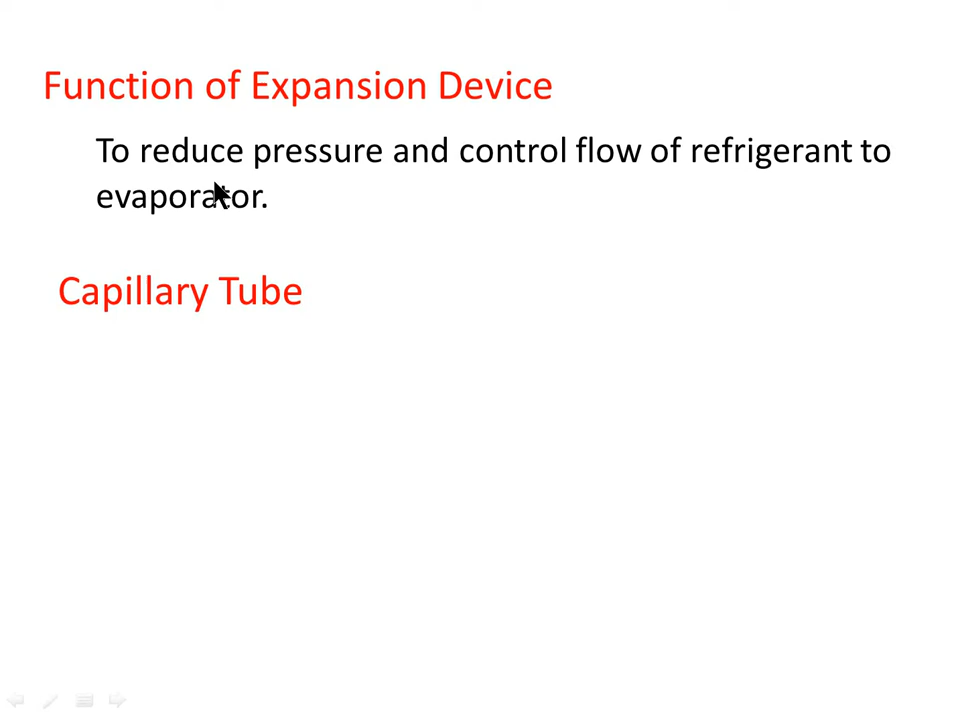 Function of Expansion Device
To reduce pressure and control flow of refrigerant to
evaporator.
Capillary Tube